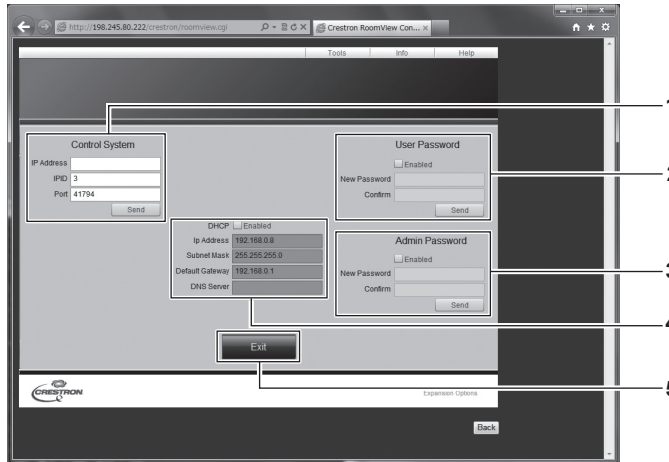 http://198.245.80.222/crestron/roomview.cgi
Crestron RoomView Con...
Tools Info Help
1
Control System
IP Address
IPID 3
Port 41794
Send
User Password
Enabled
New Password
Confirm
Send
DHCP Enabled
Ip Address 192.168.0.8
Subnet Mask 255.255.255.0
Default Gateway 192.168.0.1
DNS Server
Admin Password
Enabled
New Password
Confirm
Send
3
4
Exit
5
CRESTRON
Expansion Options
Back